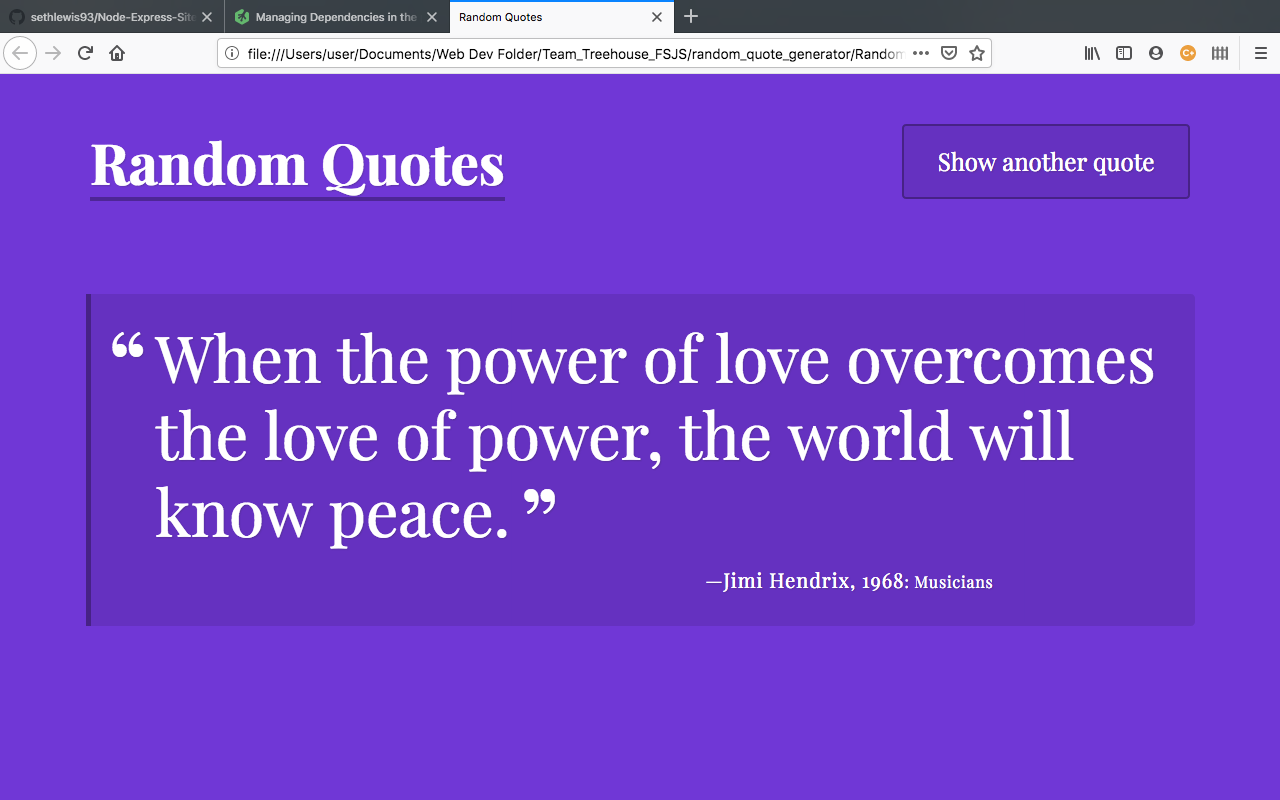 sethlewis93/Node-Express-Site
Managing Dependencies in the
Random Quotes
file:///Users/user/Documents/Web Dev Folder/Team_Treehouse_FSJS/random_quote_generator/Random
Random Quotes
Show another quote
“ When the power of love overcomes
the love of power, the world will
know peace. ”
—Jimi Hendrix, 1968: Musicians